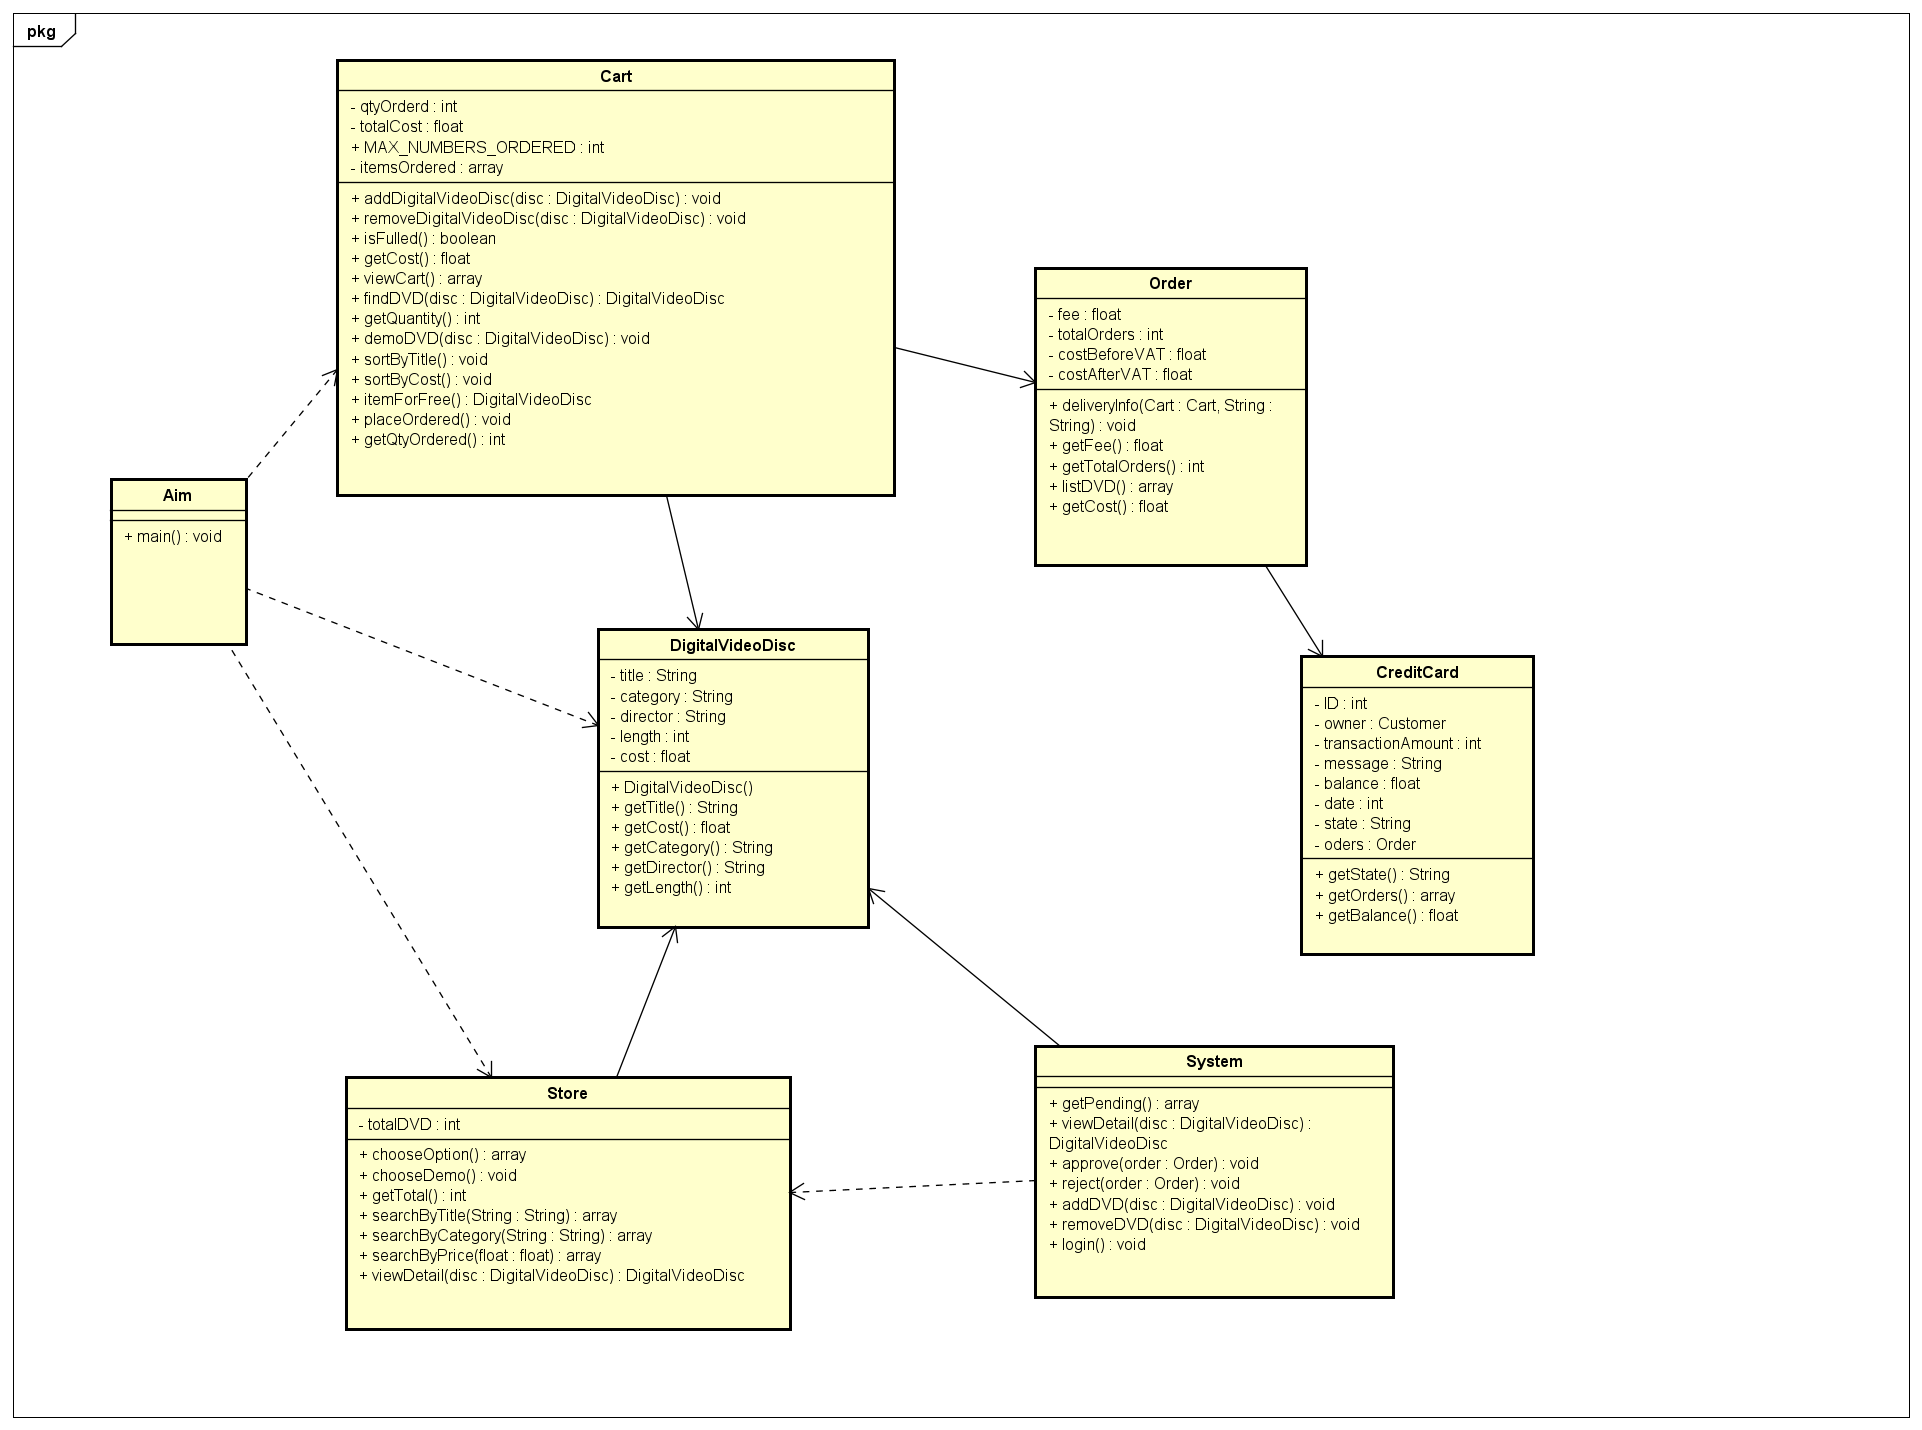 pkg
Cart
- qtyOrderd : int
- totalCost : float
+ MAX_NUMBERS_ORDERED : int
- itemsOrdered : array
+ addDigitalVideoDisc(disc : DigitalVideoDisc) : void
+ removeDigitalVideoDisc(disc : DigitalVideoDisc) : void
+ isFulled() : boolean
+ getCost() : float
+ viewCart() : array
+ findDVD(disc : DigitalVideoDisc) : DigitalVideoDisc
+ getQuantity() : int
+ demoDVD(disc : DigitalVideoDisc) : void
+ sortByTitle() : void
+ sortByCost() : void
+ itemForFree() : DigitalVideoDisc
+ placeOrdered() : void
+ getQtyOrdered() : int
Order
- fee : float
- totalOrders : int
- costBeforeVAT : float
- costAfterVAT : float
+ deliveryInfo(Cart : Cart, String :
String) : void
+ getFee() : float
+ getTotalOrders() : int
+ listDVD() : array
+ getCost() : float
Aim
+ main() : void
DigitalVideoDisc
- title : String
- category : String
- director : String
- length : int
- cost : float
+ DigitalVideoDisc()
+ getTitle() : String
+ getCost() : float
+ getCategory() : String
+ getDirector() : String
+ getLength() : int
CreditCard
- ID : int
- owner : Customer
- transactionAmount : int
- message : String
- balance : float
- date : int
- state : String
- oders : Order
+ getState() : String
+ getOrders() : array
+ getBalance() : float
Store
- totalDVD : int
+ chooseOption() : array
+ chooseDemo() : void
+ getTotal() : int
+ searchByTitle(String : String) : array
+ searchByCategory(String : String) : array
+ searchByPrice(float : float) : array
+ viewDetail(disc : DigitalVideoDisc) : DigitalVideoDisc
System
+ getPending() : array
+ viewDetail(disc : DigitalVideoDisc) :
DigitalVideoDisc
+ approve(order : Order) : void
+ reject(order : Order) : void
+ addDVD(disc : DigitalVideoDisc) : void
+ removeDVD(disc : DigitalVideoDisc) : void
+ login() : void